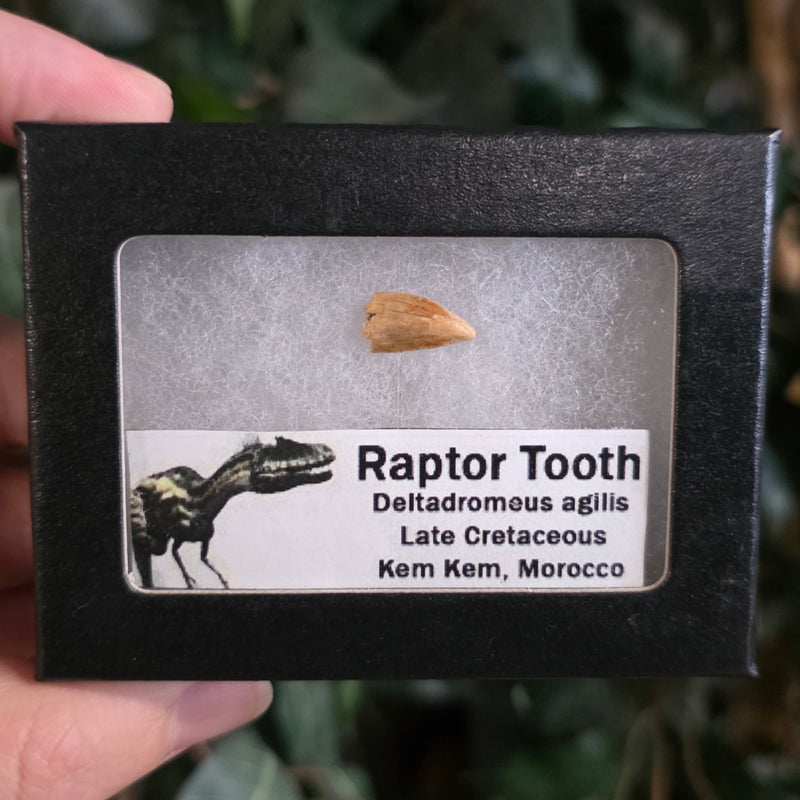 Raptor Tooth
Deltadromeus agilis
Late Cretaceous
Kem Kem, Morocco